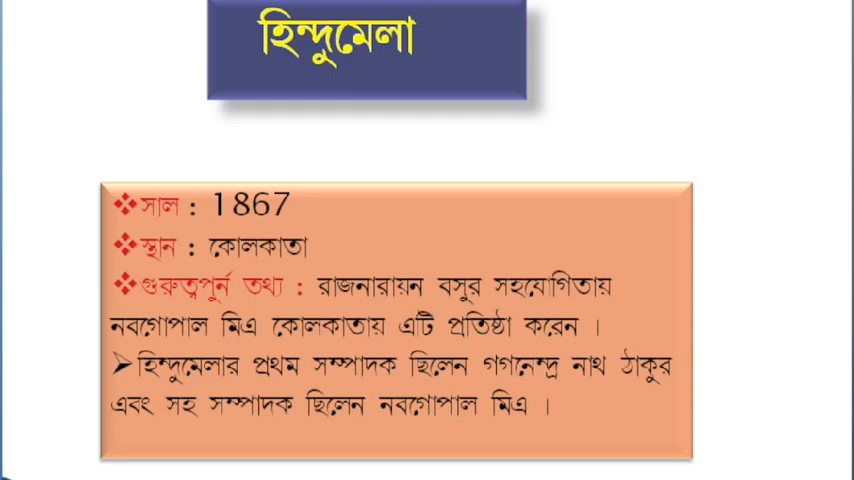 হিন্দুমেলা
❖সাল : 1867
❖স্থান : কোলকাতা
❖গুরুত্বপুর্ন তথ্য : রাজনারায়ন বসুর সহযোগিতায়
নবগোপাল মিএ কোলকাতায় এটি প্রতিষ্ঠা করেন ।
➢হিন্দুমেলার প্রথম সম্পাদক ছিলেন গগনেন্দ্র নাথ ঠাকুর
এবং সহ সম্পাদক ছিলেন নবগোপাল মিএ ।